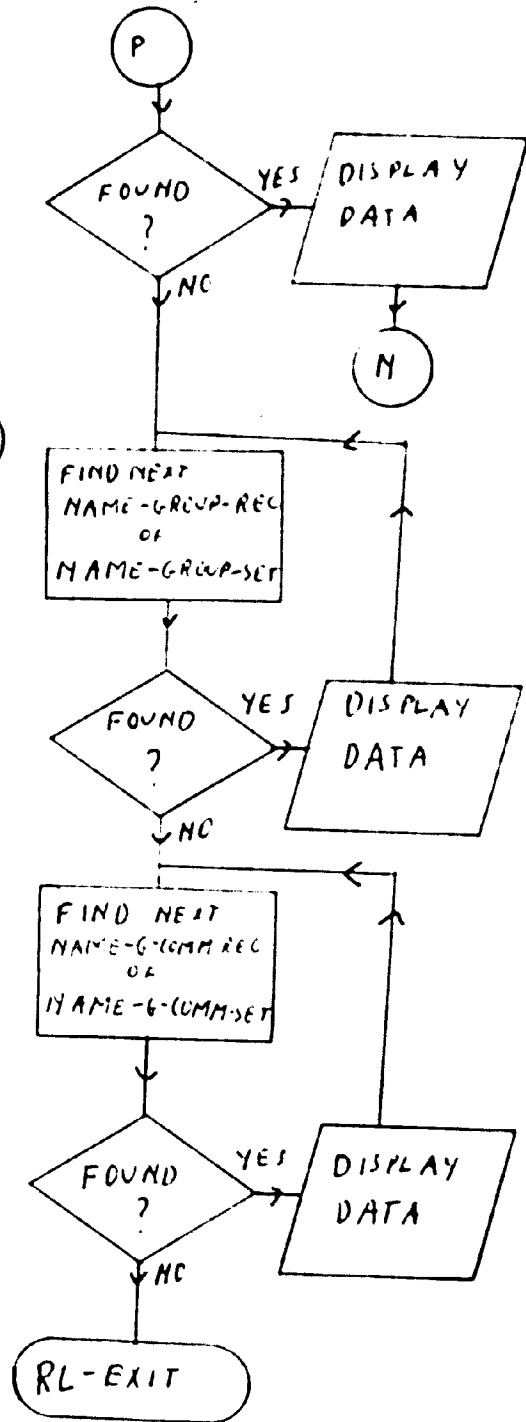 P
FOUND
?
YES
DISPLAY
DATA
NO
N
FIND NEXT
NAME-GROUP-REC
OF
NAME-GROUP-SET
FOUND
?
YES
DISPLAY
DATA
NO
FIND NEXT
NAME-G-COMM-REC
OF
NAME-G-COMM-SET
FOUND
?
YES
DISPLAY
DATA
NO
RL-EXIT